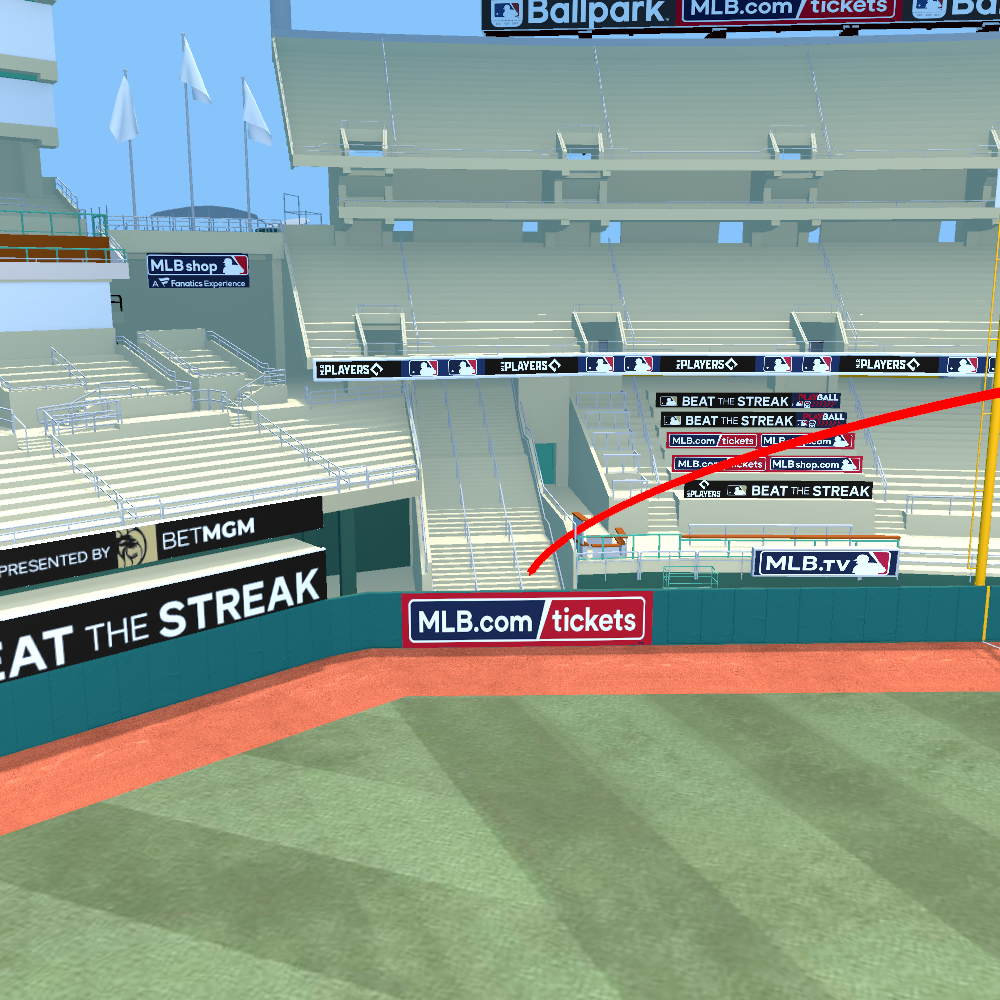 Ballpark
MLB.com/tickets
MLB shop
A Fanatics Experience
PLAYERS
PLAYERS
PLAYERS
PLAYERS
BEAT THE STREAK
BEAT THE STREAK
MLB.com/tickets
MLB.com/tickets
MLBshop.com
PLAYERS
BEAT THE STREAK
PRESENTED BY
BETMGM
MLB.TV
EAT THE STREAK
MLB.com/tickets